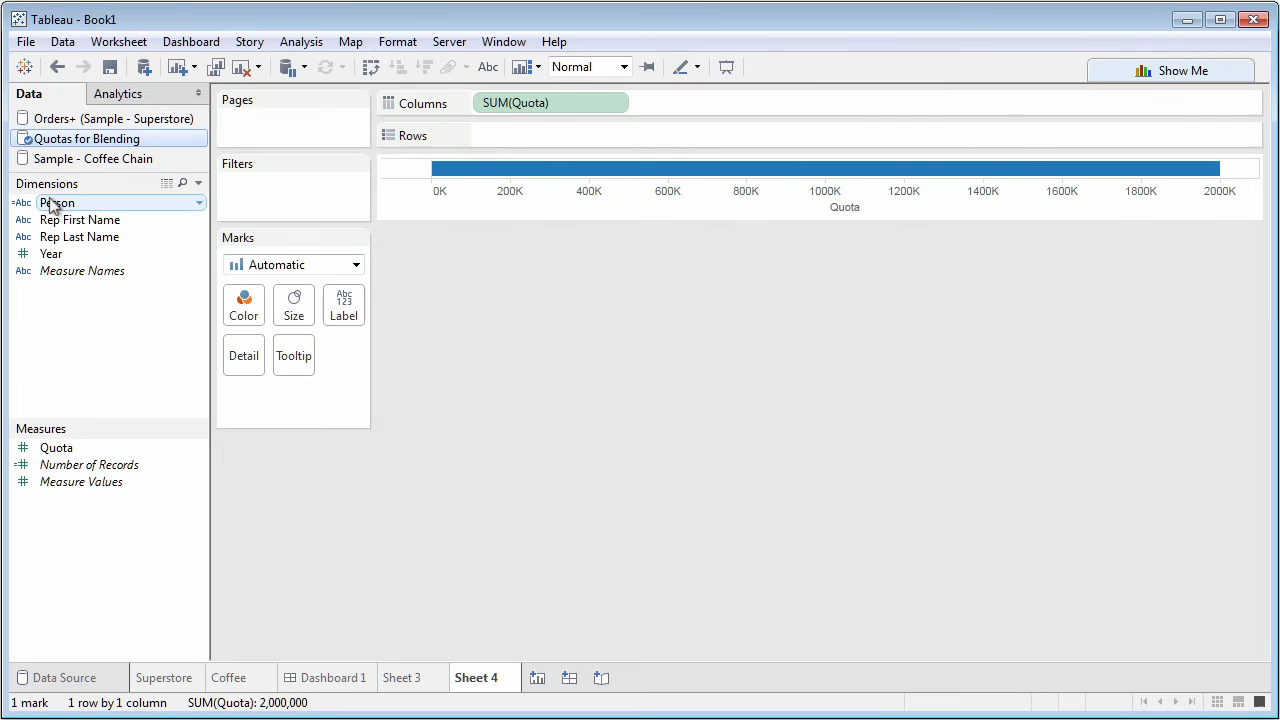 Tableau - Book1
File Data Worksheet Dashboard Story Analysis Map Format Server Window Help
Abc Normal Show Me
Data Analytics
Orders+ (Sample - Superstore)
Quotas for Blending
Sample - Coffee Chain
Dimensions
=Abc Person
Abc Rep First Name
Abc Rep Last Name
# Year
Abc Measure Names
Measures
# Quota
=# Number of Records
# Measure Values
Pages
Filters
Marks
Automatic
Color Size Abc 123 Label
Detail Tooltip
Columns SUM(Quota)
Rows
0K 200K 400K 600K 800K 1000K 1200K 1400K 1600K 1800K 2000K
Quota
Data Source Superstore Coffee Dashboard 1 Sheet 3 Sheet 4
1 mark 1 row by 1 column SUM(Quota): 2,000,000